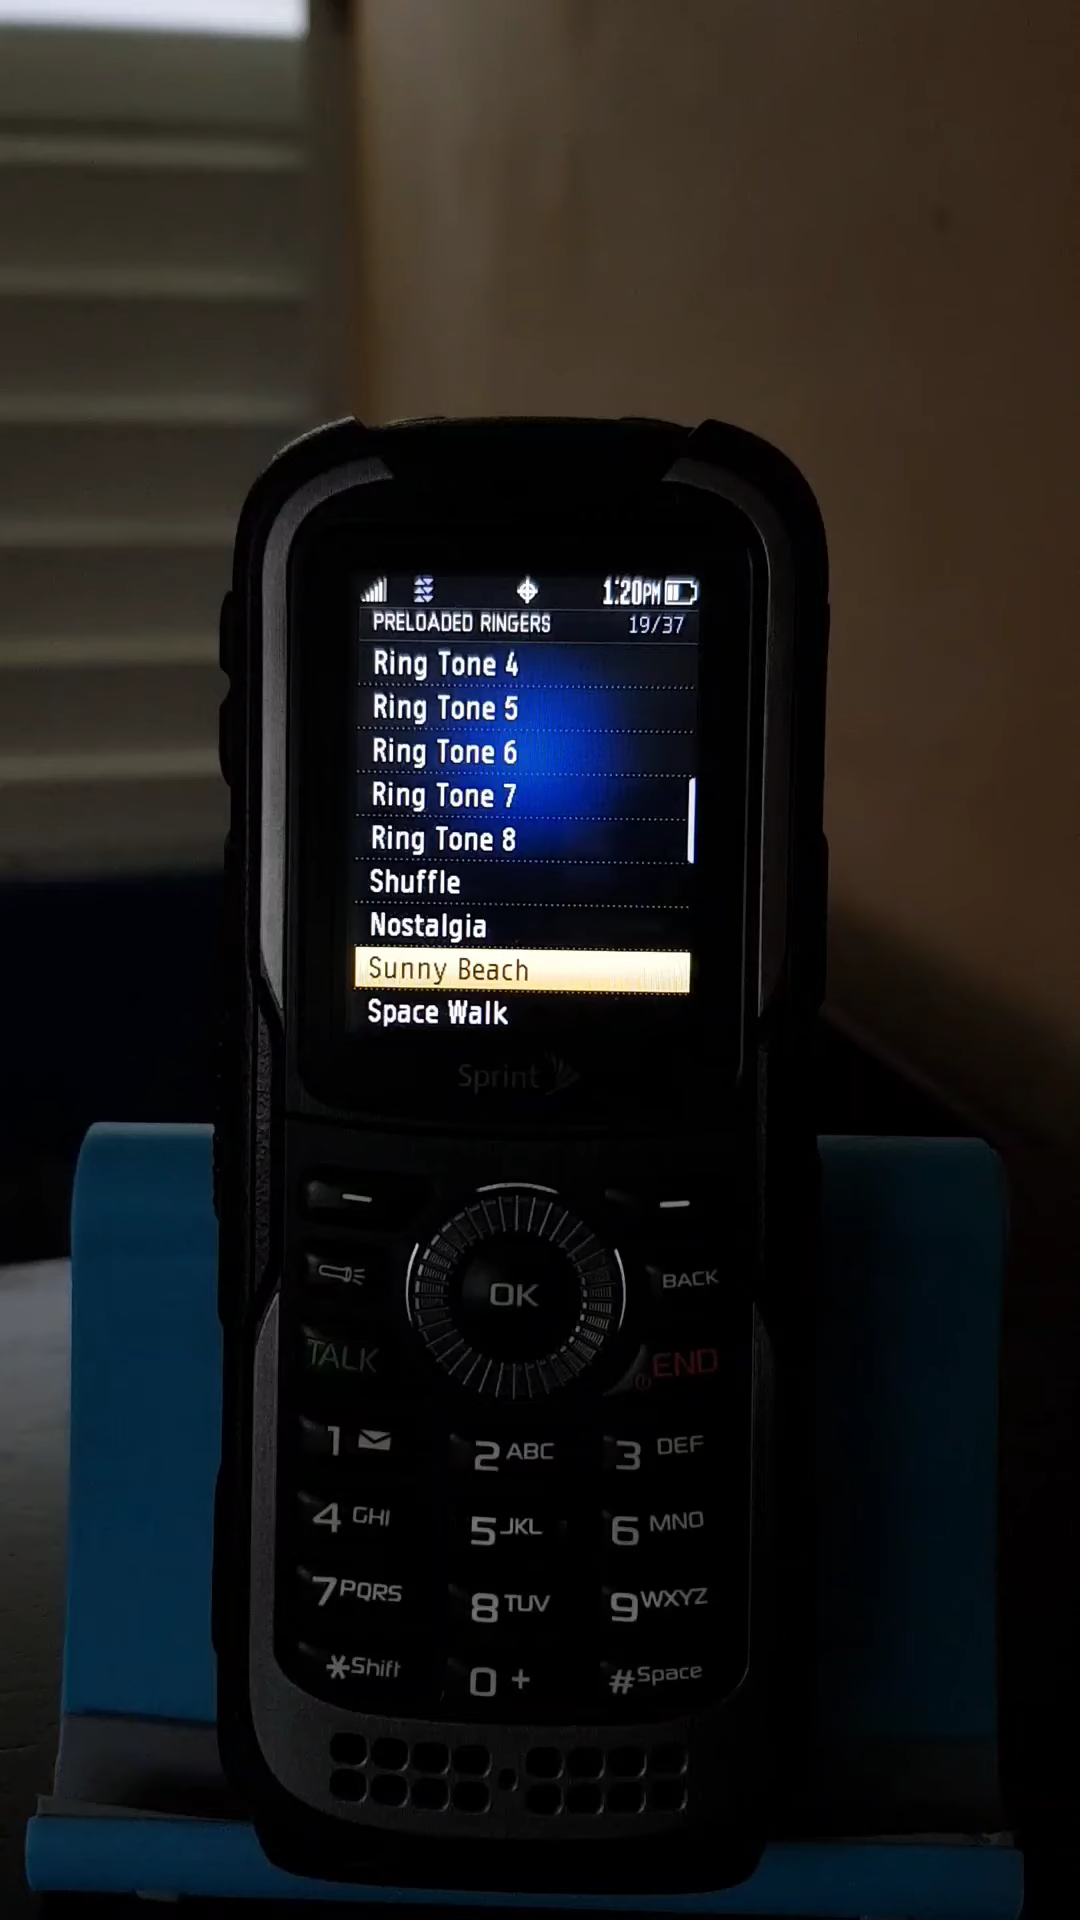 1:20PM
PRELOADED RINGERS 19/37
Ring Tone 4
Ring Tone 5
Ring Tone 6
Ring Tone 7
Ring Tone 8
Shuffle
Nostalgia
Sunny Beach
Space Walk
Sprint
OK
BACK
TALK
END
1
2 ABC
3 DEF
4 GHI
5 JKL
6 MNO
7 PQRS
8 TUV
9 WXYZ
* Shift
0 +
# Space